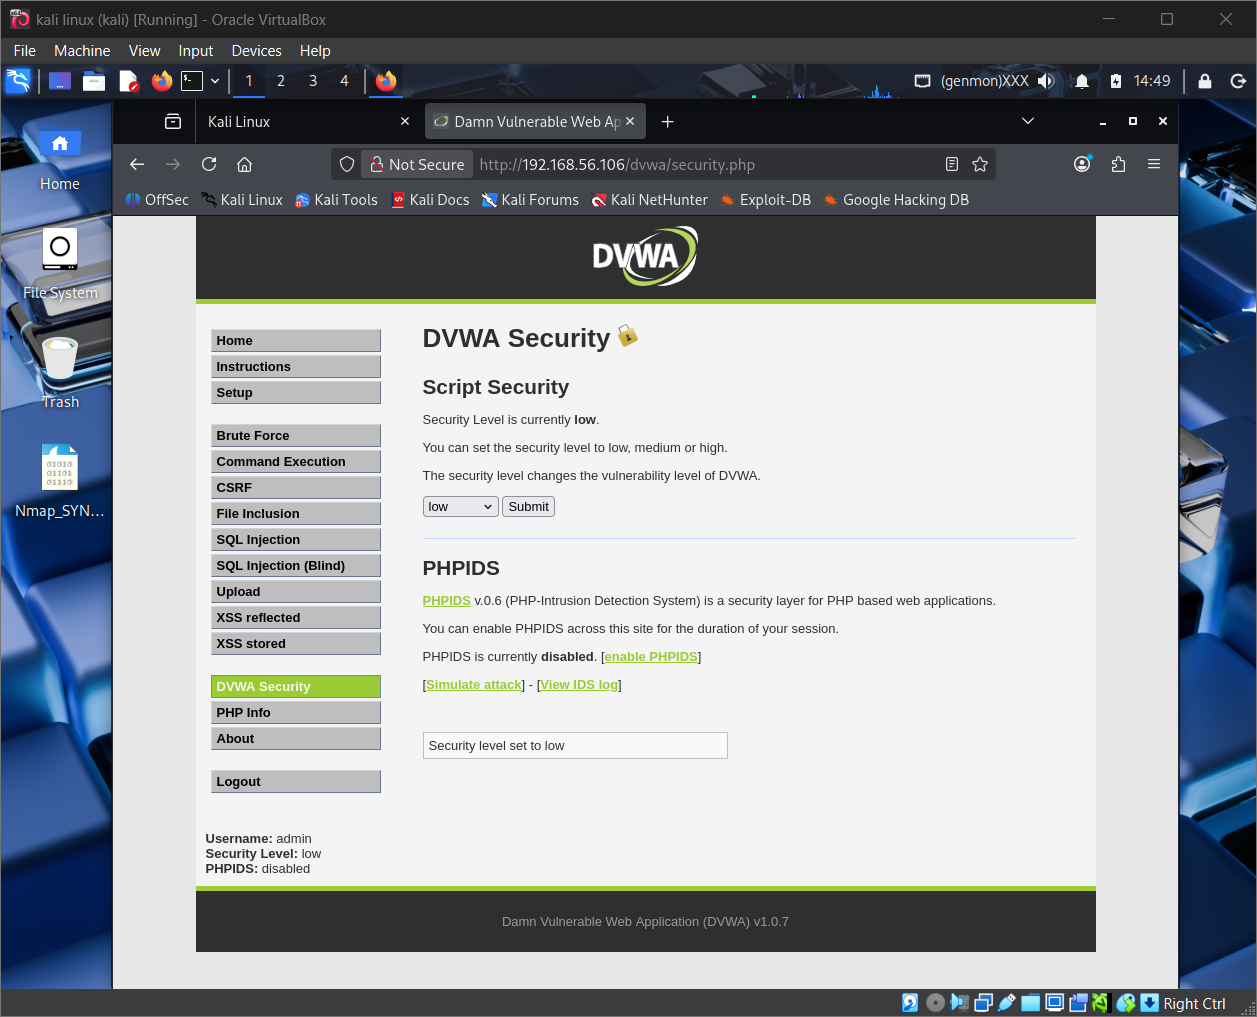 kali linux (kali) [Running] - Oracle VirtualBox
File Machine View Input Devices Help
1 2 3 4 (genmon)XXX 14:49
Kali Linux Damn Vulnerable Web Ap
Not Secure http://192.168.56.106/dvwa/security.php
OffSec Kali Linux Kali Tools Kali Docs Kali Forums Kali NetHunter Exploit-DB Google Hacking DB
Home
File System
Trash
01010
01110
Nmap_SYN...
DVWA
Home
Instructions
Setup
Brute Force
Command Execution
CSRF
File Inclusion
SQL Injection
SQL Injection (Blind)
Upload
XSS reflected
XSS stored
DVWA Security
PHP Info
About
Logout
Username: admin
Security Level: low
PHPIDS: disabled
DVWA Security
Script Security
Security Level is currently low.
You can set the security level to low, medium or high.
The security level changes the vulnerability level of DVWA.
low Submit
PHPIDS
PHPIDS v.0.6 (PHP-Intrusion Detection System) is a security layer for PHP based web applications.
You can enable PHPIDS across this site for the duration of your session.
PHPIDS is currently disabled. [enable PHPIDS]
[Simulate attack] - [View IDS log]
Security level set to low
Damn Vulnerable Web Application (DVWA) v1.0.7
Right Ctrl